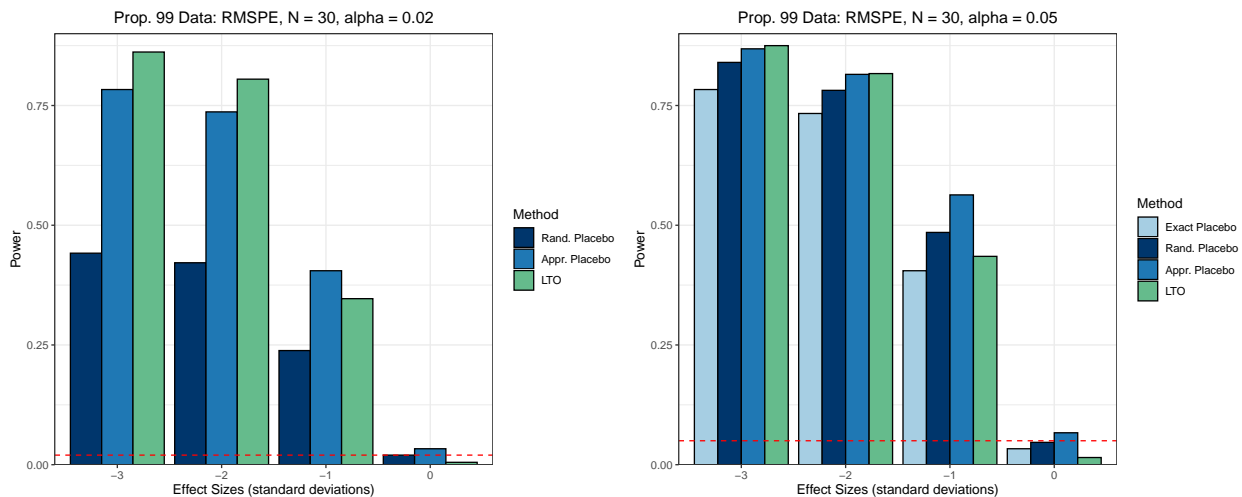 Prop. 99 Data: RMSPE, N = 30, alpha = 0.02
Power
0.75
0.50
0.25
0.00
−3
−2
−1
0
Effect Sizes (standard deviations)
Method
Rand. Placebo
Appr. Placebo
LTO
Prop. 99 Data: RMSPE, N = 30, alpha = 0.05
Power
0.75
0.50
0.25
0.00
−3
−2
−1
0
Effect Sizes (standard deviations)
Method
Exact Placebo
Rand. Placebo
Appr. Placebo
LTO